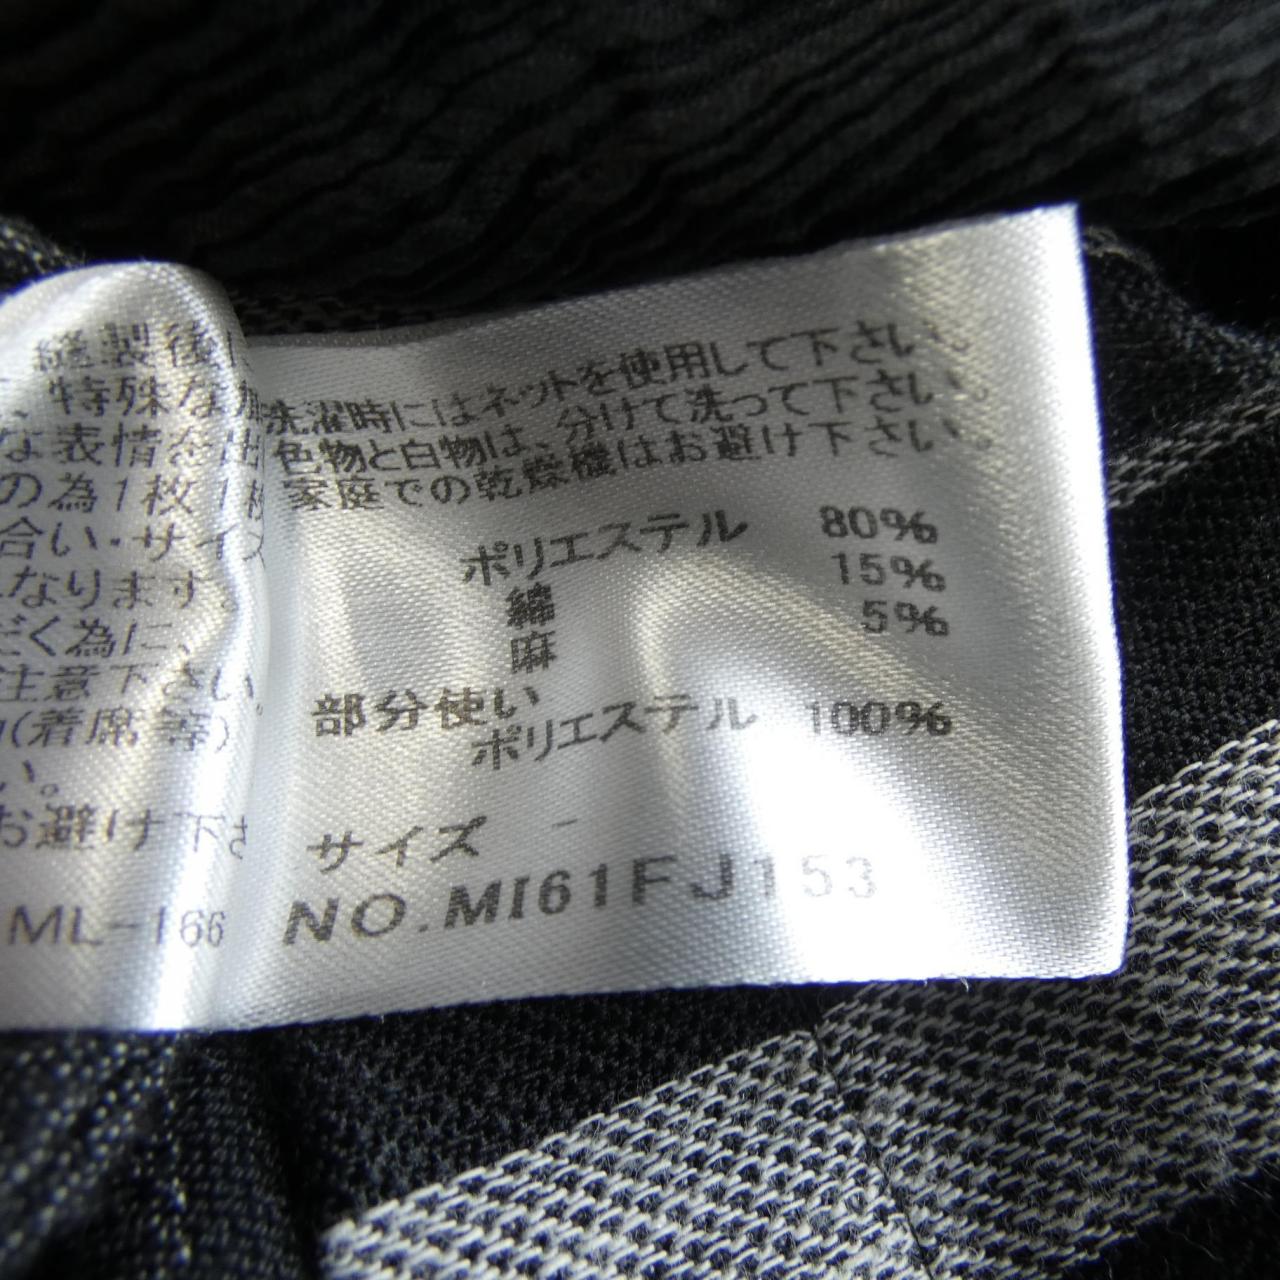 縫製後
特殊な加
な表情を出
の為1枚1枚
合い・サイズ
なります。
だく為に、
注意下さい。
(着席 等)
い。
お避け下さ
ML-166
洗濯時にはネットを使用して下さい。
色物と白物は、分けて洗って下さい。
家庭での乾燥機はお避け下さい。
ポリエステル 80%
綿 15%
麻 5%
部分使い
ポリエステル 100%
サイズ -
NO.MI61FJ153